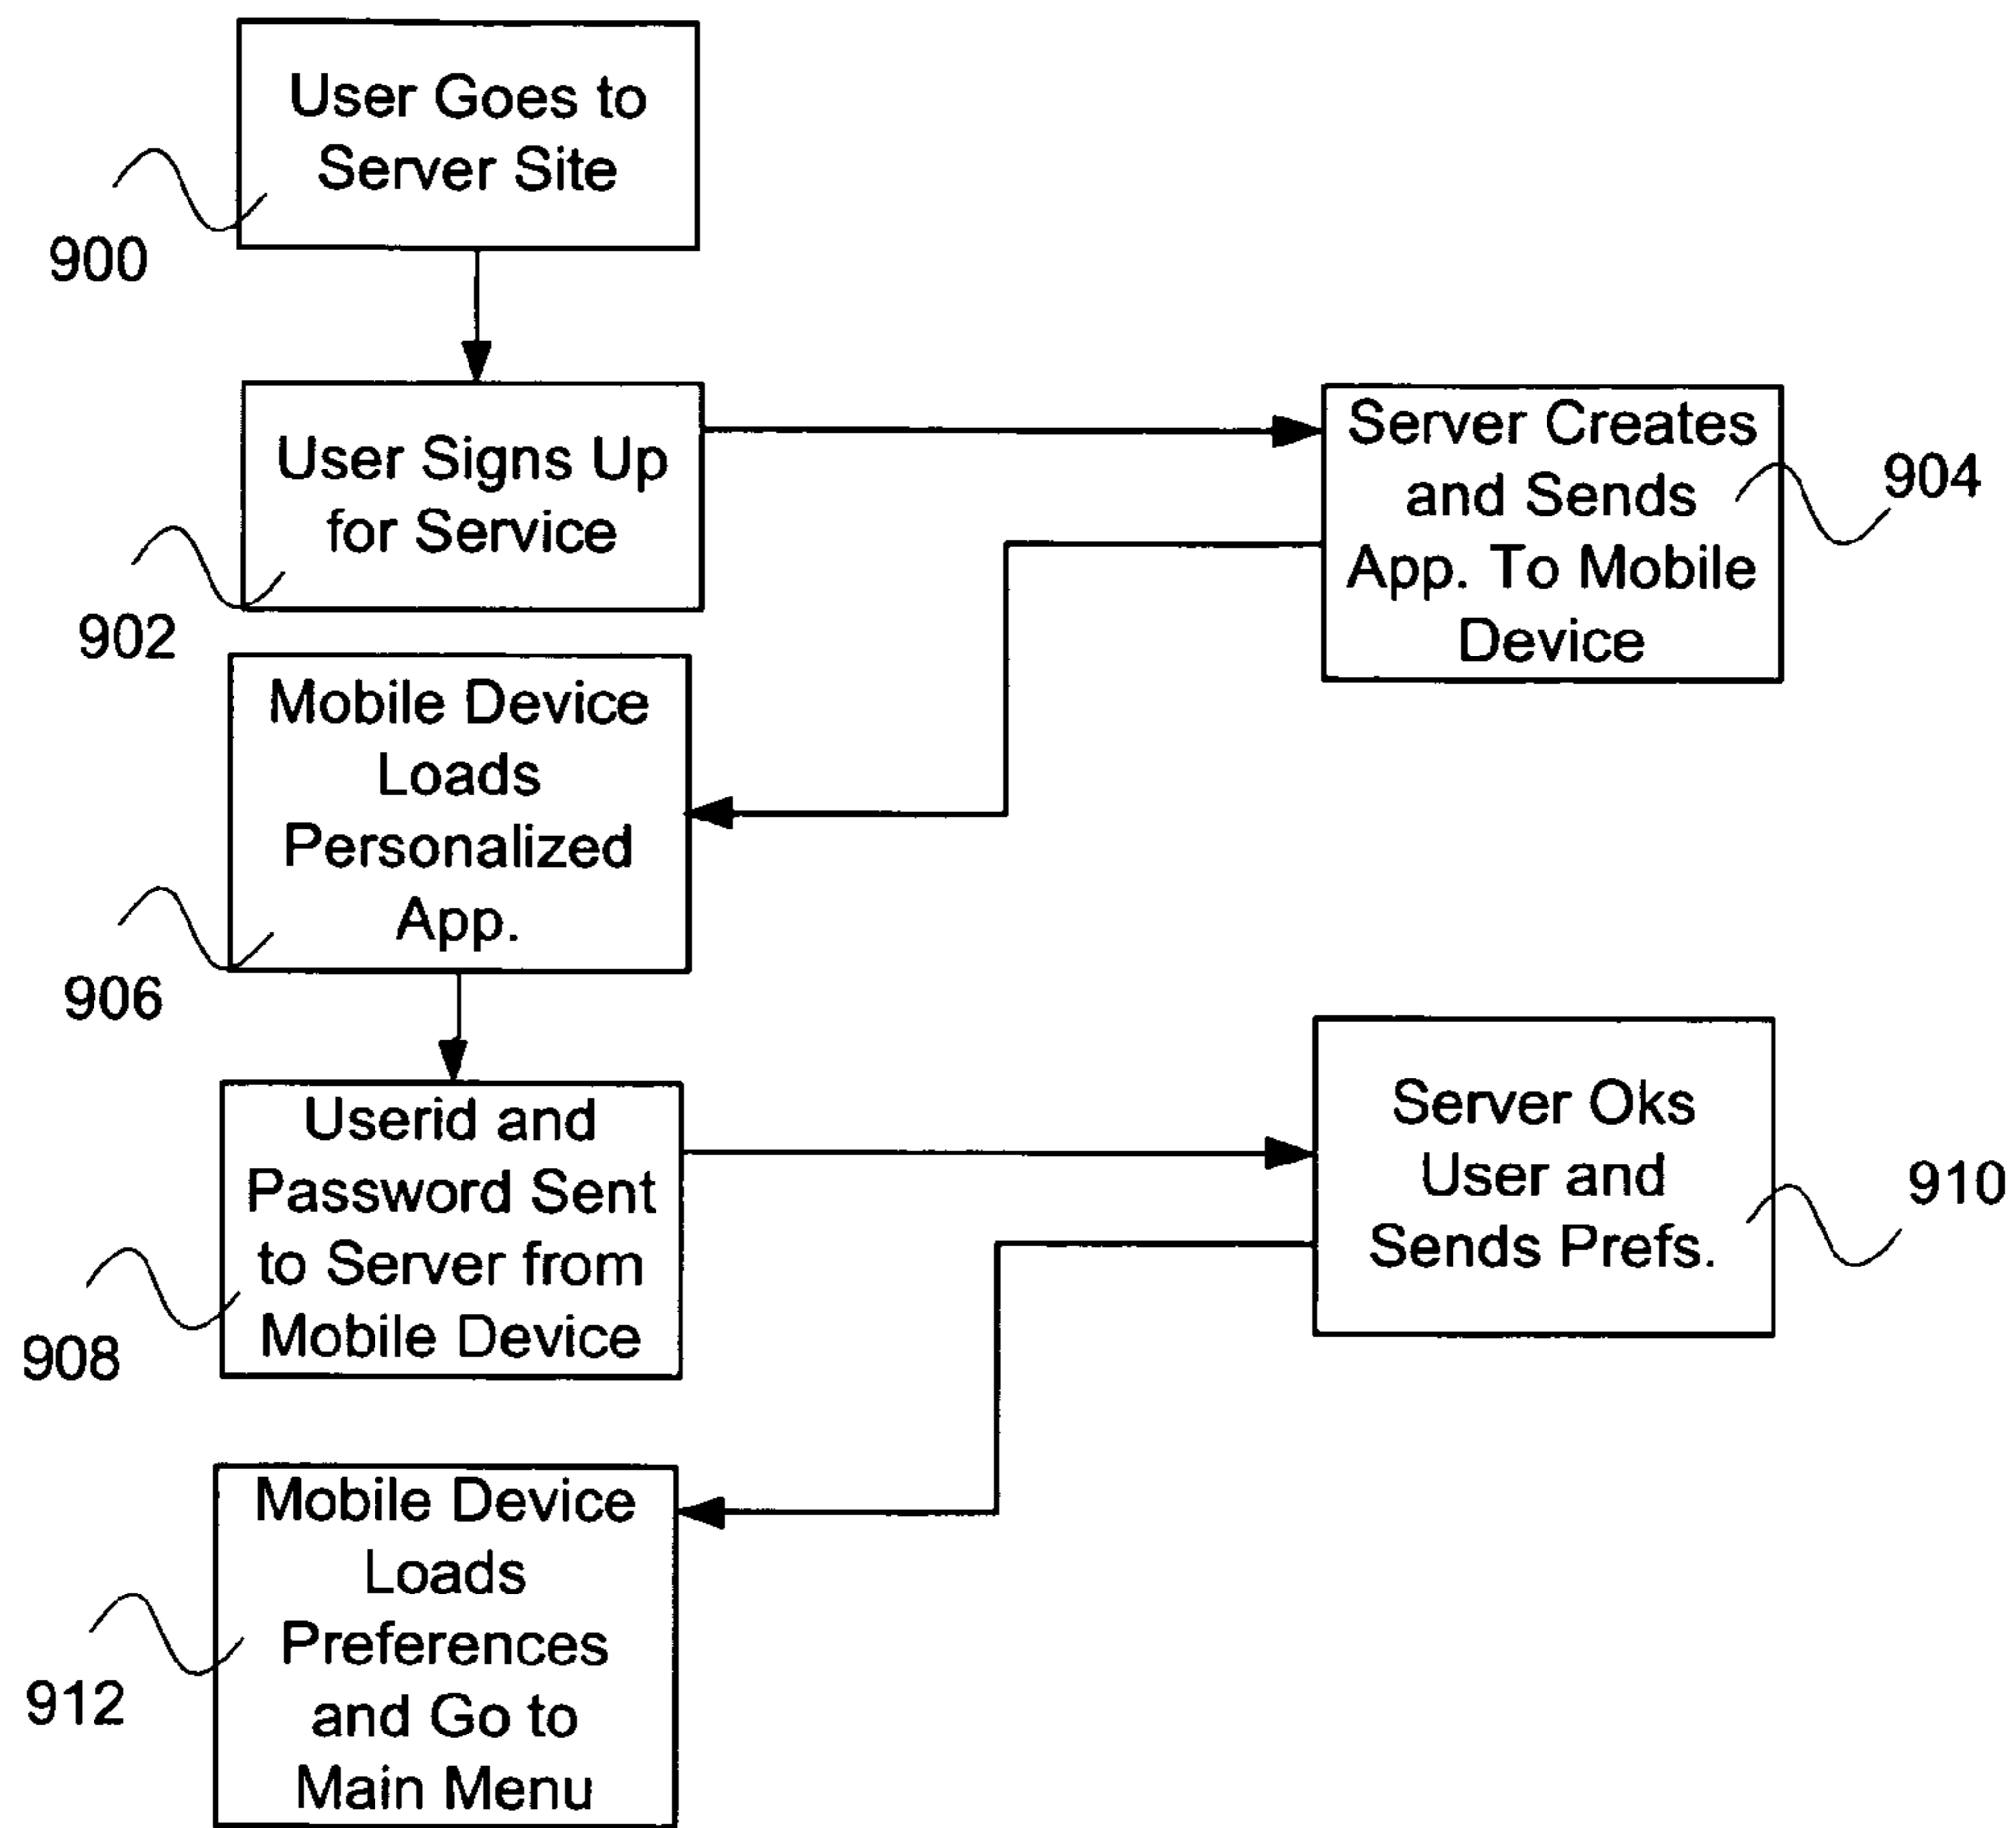 User Goes to
Server Site
900
User Signs Up
for Service
902
Server Creates
and Sends
App. To Mobile
Device
904
Mobile Device
Loads
Personalized
App.
906
Userid and
Password Sent
to Server from
Mobile Device
908
Server Oks
User and
Sends Prefs.
910
Mobile Device
Loads
Preferences
and Go to
Main Menu
912